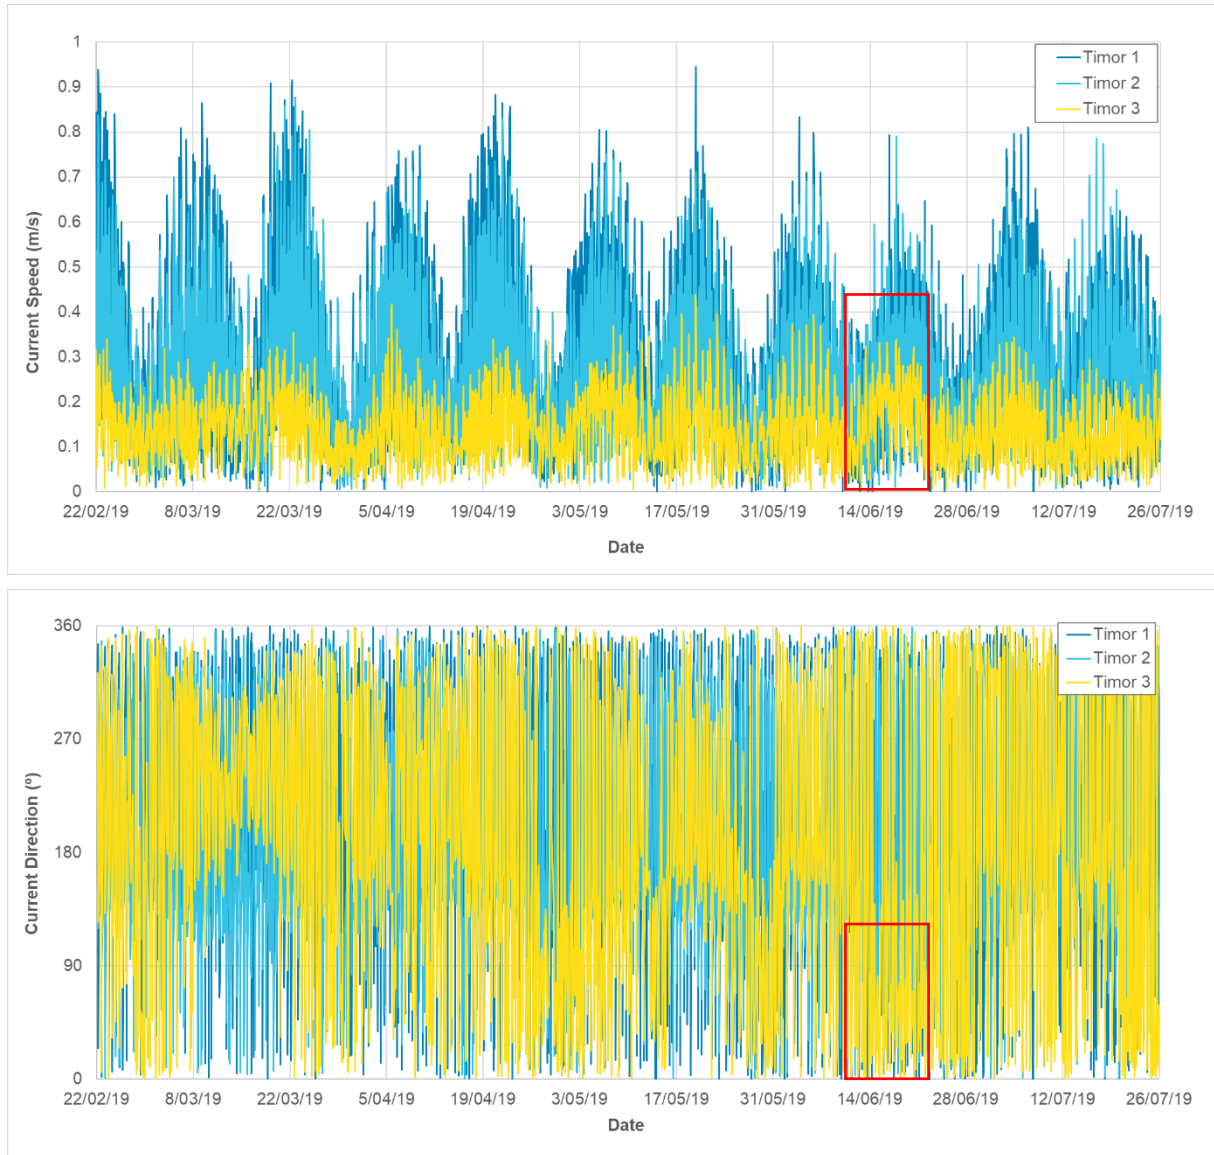 1
0.9
0.8
0.7
0.6
0.5
0.4
0.3
0.2
0.1
0
Current Speed (m/s)
Timor 1
Timor 2
Timor 3
22/02/19 8/03/19 22/03/19 5/04/19 19/04/19 3/05/19 17/05/19 31/05/19 14/06/19 28/06/19 12/07/19 26/07/19
Date
360
270
180
90
0
Current Direction (º)
Timor 1
Timor 2
Timor 3
22/02/19 8/03/19 22/03/19 5/04/19 19/04/19 3/05/19 17/05/19 31/05/19 14/06/19 28/06/19 12/07/19 26/07/19
Date